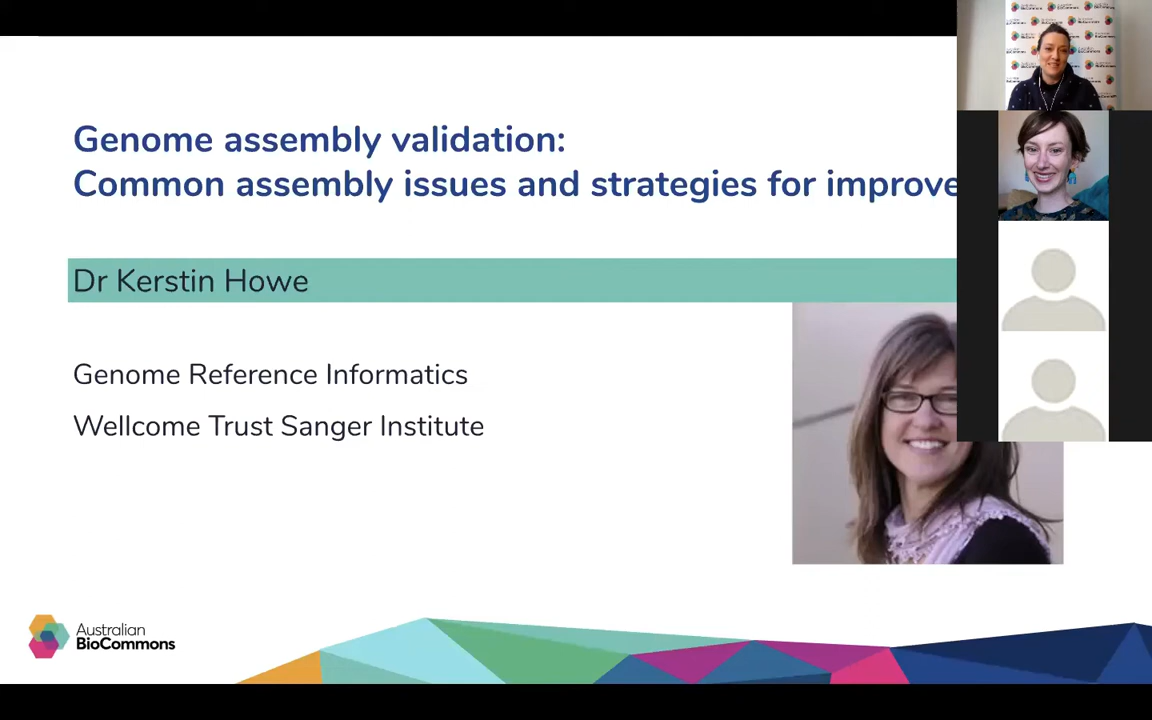 Genome assembly validation:
Common assembly issues and strategies for improve
Dr Kerstin Howe
Genome Reference Informatics
Wellcome Trust Sanger Institute
Australian
BioCommons